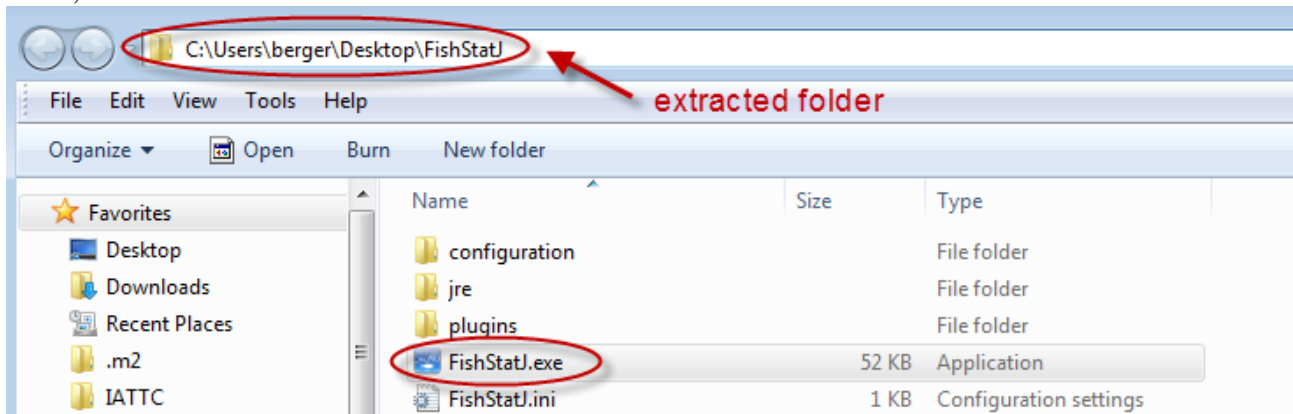 C:\Users\berger\Desktop\FishStatJ
File Edit View Tools Help
extracted folder
Organize Open Burn New folder
Favorites
Desktop
Downloads
Recent Places
.m2
IATTC
Name Size Type
configuration File folder
jre File folder
plugins File folder
FishStatJ.exe 52 KB Application
FishStatJ.ini 1 KB Configuration settings